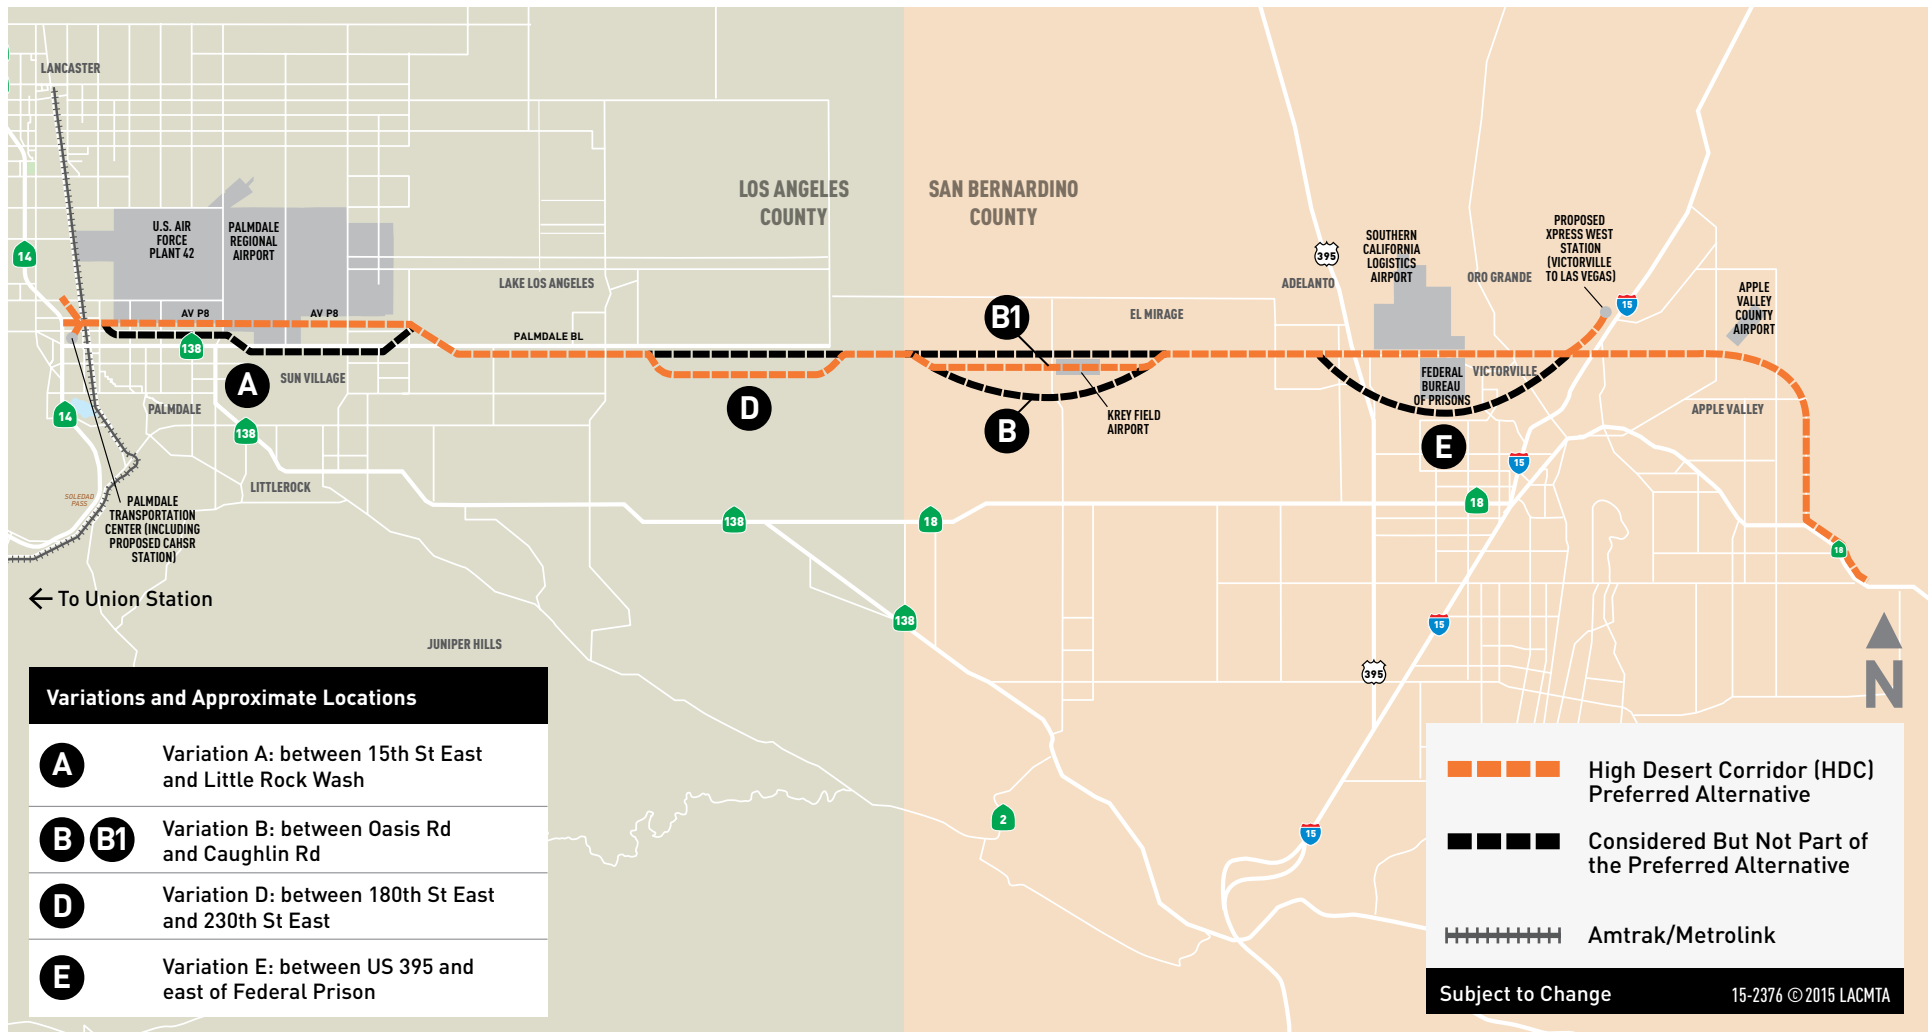 LANCASTER
LOS ANGELES
COUNTY
SAN BERNARDINO
COUNTY
U.S. AIR
FORCE
PLANT 42
PALMDALE
REGIONAL
AIRPORT
14
395
SOUTHERN
CALIFORNIA
LOGISTICS
AIRPORT
PROPOSED
XPRESS WEST
STATION
(VICTORVILLE
TO LAS VEGAS)
LAKE LOS ANGELES
ADELANTO
ORO GRANDE
15
APPLE
VALLEY
COUNTY
AIRPORT
AV P8
AV P8
B1
EL MIRAGE
138
PALMDALE BL
SUN VILLAGE
A
D
B
KREY FIELD
AIRPORT
FEDERAL
BUREAU
OF PRISONS
VICTORVILLE
E
APPLE VALLEY
14
PALMDALE
138
15
LITTLEROCK
SOLEDAD
PASS
PALMDALE
TRANSPORTATION
CENTER (INCLUDING
PROPOSED CAHSR
STATION)
138
18
18
18
To Union Station
138
15
JUNIPER HILLS
395
N
2
15
Variations and Approximate Locations
A
Variation A: between 15th St East
and Little Rock Wash
B B1
Variation B: between Oasis Rd
and Caughlin Rd
D
Variation D: between 180th St East
and 230th St East
E
Variation E: between US 395 and
east of Federal Prison
High Desert Corridor (HDC)
Preferred Alternative
Considered But Not Part of
the Preferred Alternative
Amtrak/Metrolink
Subject to Change
15-2376 © 2015 LACMTA